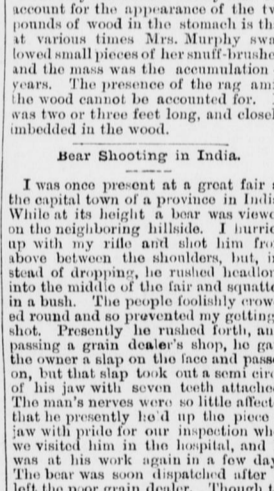 account for the appearance of the tw
pounds of wood in the stomach is th
at various times Mrs. Murphy swa
lowed small pieces of her snuff-brushe
and the mass was the accumulation
years. The presence of the rag am
the wood cannot be accounted for.
was two or three feet long, and closel
imbedded in the wood.
Bear Shooting in India.
I was once present at a great fair
the capital town of a province in Indi
While at its height a bear was viewe
on the neighboring hillside. I hurrie
up with my rifle and shot him fro
above between the shoulders, but, i
stead of dropping, he rushed headlon
into the middle of the fair and squatte
in a bush. The people foolishly crow
ed round and so prevented my getting
shot. Presently he rushed forth, an
passing a grain dealer's shop, he ga
the owner a slap on the face and passe
on, but that slap took out a semi circ
of his jaw with seven teeth attache
The man's nerves were so little affect
that he presently he'd up the piece
jaw with pride for our inspection wh
we visited him in the hospital, and
was at his work again in a few day
The bear was soon dispatched after
left the poor grain dealer. Though